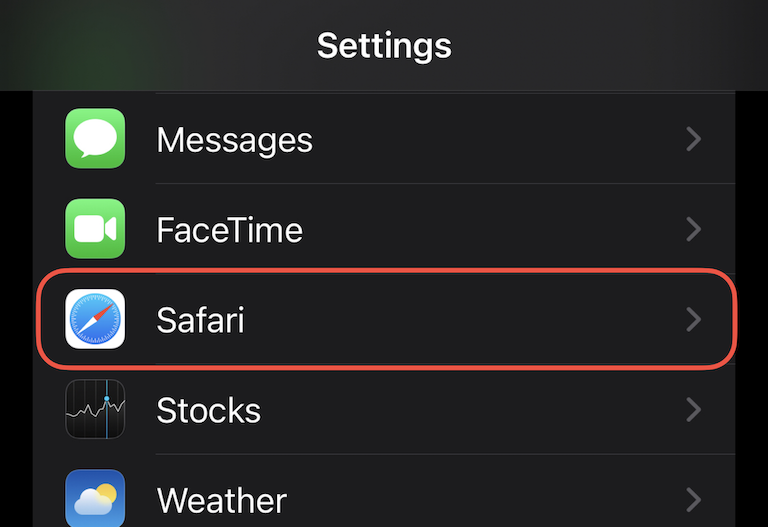 Settings
Messages
FaceTime
Safari
Stocks
Weather